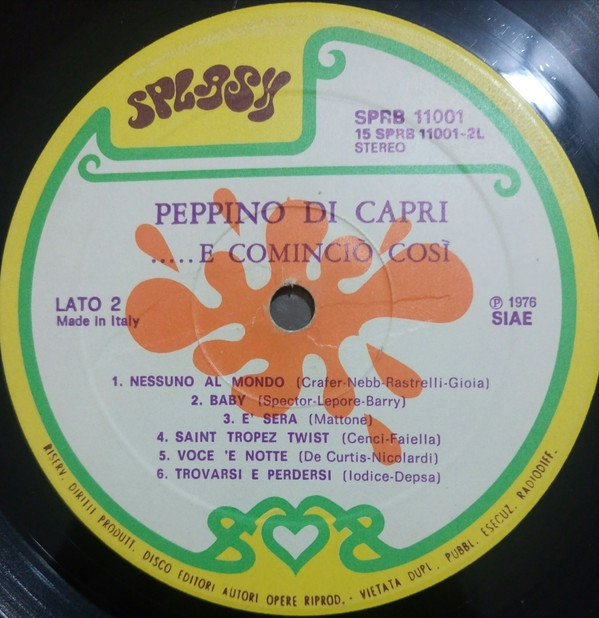 SPLASH
SPRB 11001
15 SPRB 11001-2L
STEREO
PEPPINO DI CAPRI
.....E COMINCIÒ COSÌ
LATO 2
Made In Italy
℗ 1976
SIAE
1. NESSUNO AL MONDO (Crafer-Nebb-Rastrelli-Gioia)
2. BABY (Spector-Lepore-Barry)
3. E' SERA (Mattone)
4. SAINT TROPEZ TWIST (Cenci-Faiella)
5. VOCE 'E NOTTE (De Curtis-Nicolardi)
6. TROVARSI E PERDERSI (Iodice-Depsa)
RISERV. DIRITTI PRODUTT. DISCO EDITORI AUTORI OPERE RIPROD. - VIETATA DUPL. PUBBL. ESECUZ. RADIODIFF.